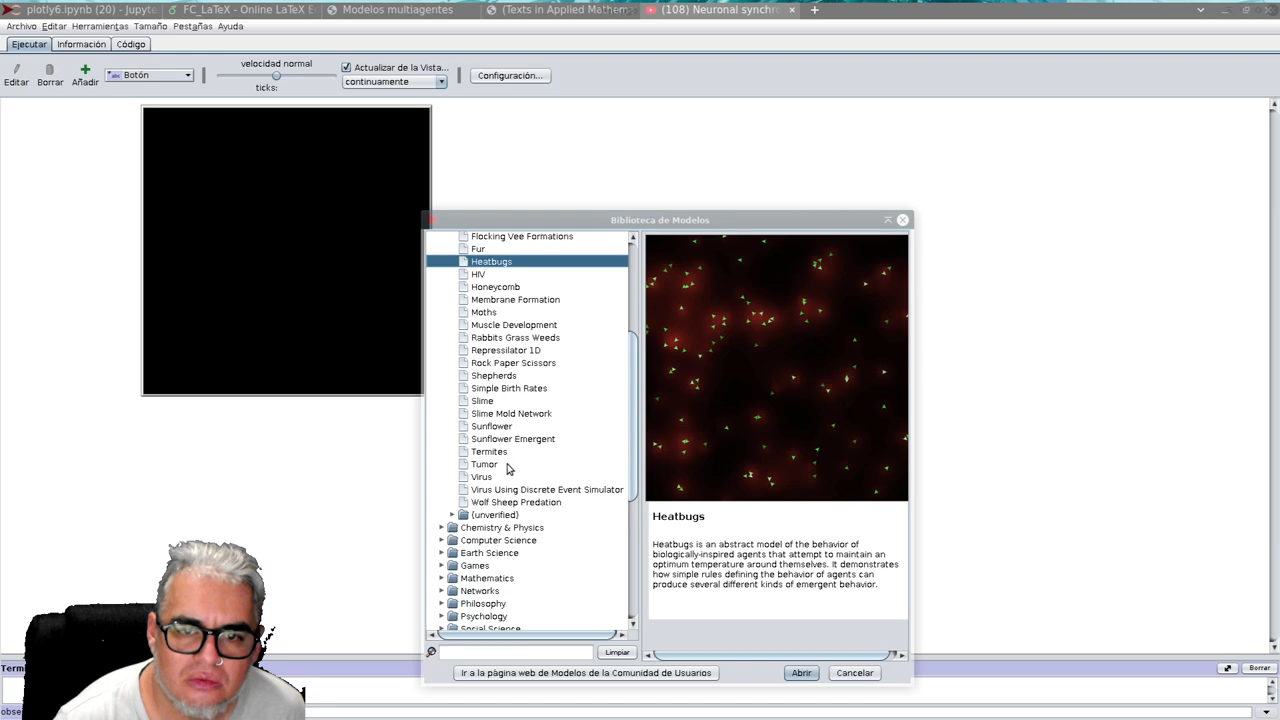 plotly6.ipynb (20) - Jupyte
FC_LaTeX - Online LaTeX E
Modelos multiagentes
(Texts in Applied Mathem
(108) Neuronal synchr
Archivo Editar Herramientas Tamaño Pestañas Ayuda
Ejecutar Información Código
velocidad normal
Actualizar de la Vista...
Editar Borrar Añadir
Botón
ticks:
continuamente
Configuración...
Biblioteca de Modelos
Flocking Vee Formations
Fur
Heatbugs
HIV
Honeycomb
Membrane Formation
Moths
Muscle Development
Rabbits Grass Weeds
Repressilator 1D
Rock Paper Scissors
Shepherds
Simple Birth Rates
Slime
Slime Mold Network
Sunflower
Sunflower Emergent
Termites
Tumor
Virus
Virus Using Discrete Event Simulator
Wolf Sheep Predation
(unverified)
Chemistry & Physics
Computer Science
Earth Science
Games
Mathematics
Networks
Philosophy
Psychology
Social Science
Heatbugs
Heatbugs is an abstract model of the behavior of
biologically-inspired agents that attempt to maintain an
optimum temperature around themselves. It demonstrates
how simple rules defining the behavior of agents can
produce several different kinds of emergent behavior.
Limpiar
Ir a la página web de Modelos de la Comunidad de Usuarios
Abrir
Cancelar
Termi
Borrar
obse